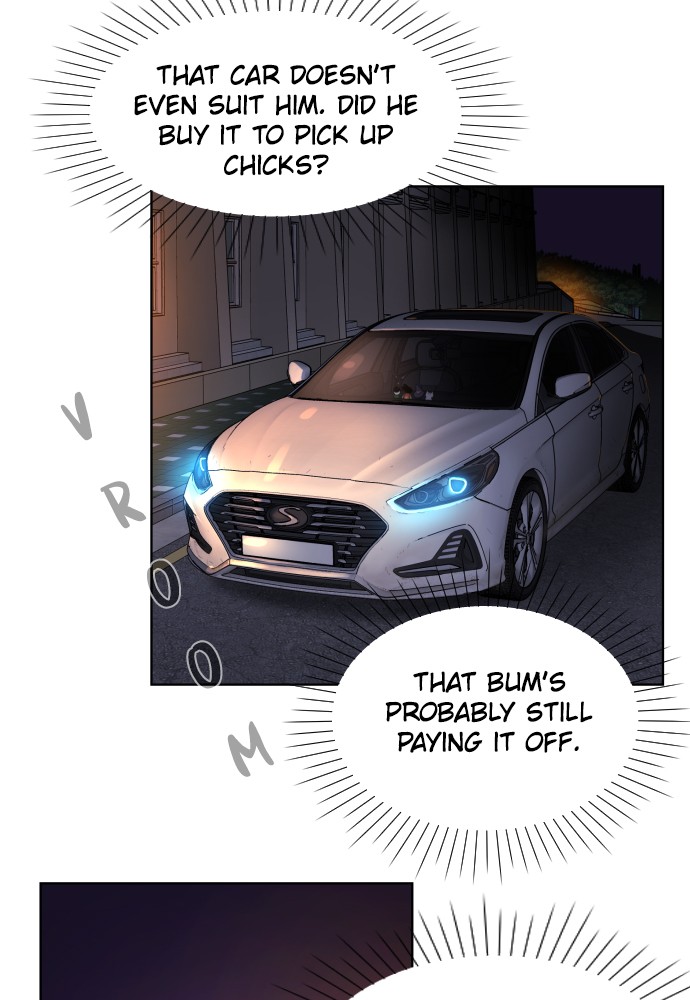 THAT CAR DOESN'T
EVEN SUIT HIM. DID HE
BUY IT TO PICK UP
CHICKS?
VROOOM
THAT BUM'S
PROBABLY STILL
PAYING IT OFF.